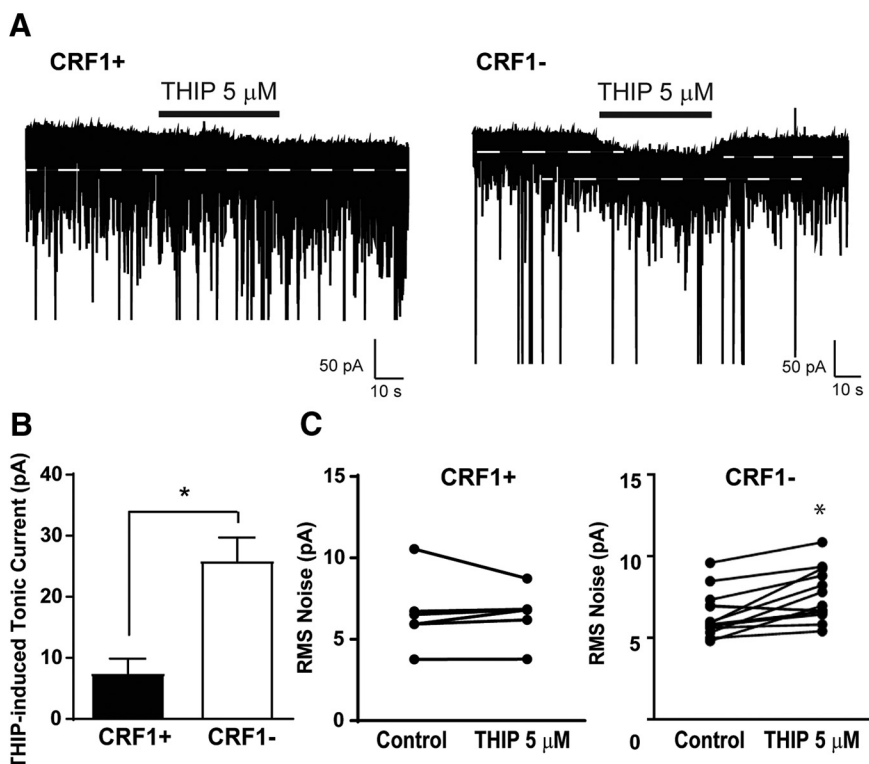 A
CRF1+
CRF1-
THIP 5 μM
THIP 5 μM
50 pA
10 s
50 pA
10 s
B
THIP-induced Tonic Current (pA)
40
30
20
10
0
*
CRF1+
CRF1-
C
RMS Noise (pA)
15
10
5
0
CRF1+
Control
THIP 5 μM
RMS Noise (pA)
15
10
5
0
CRF1-
*
Control
THIP 5 μM